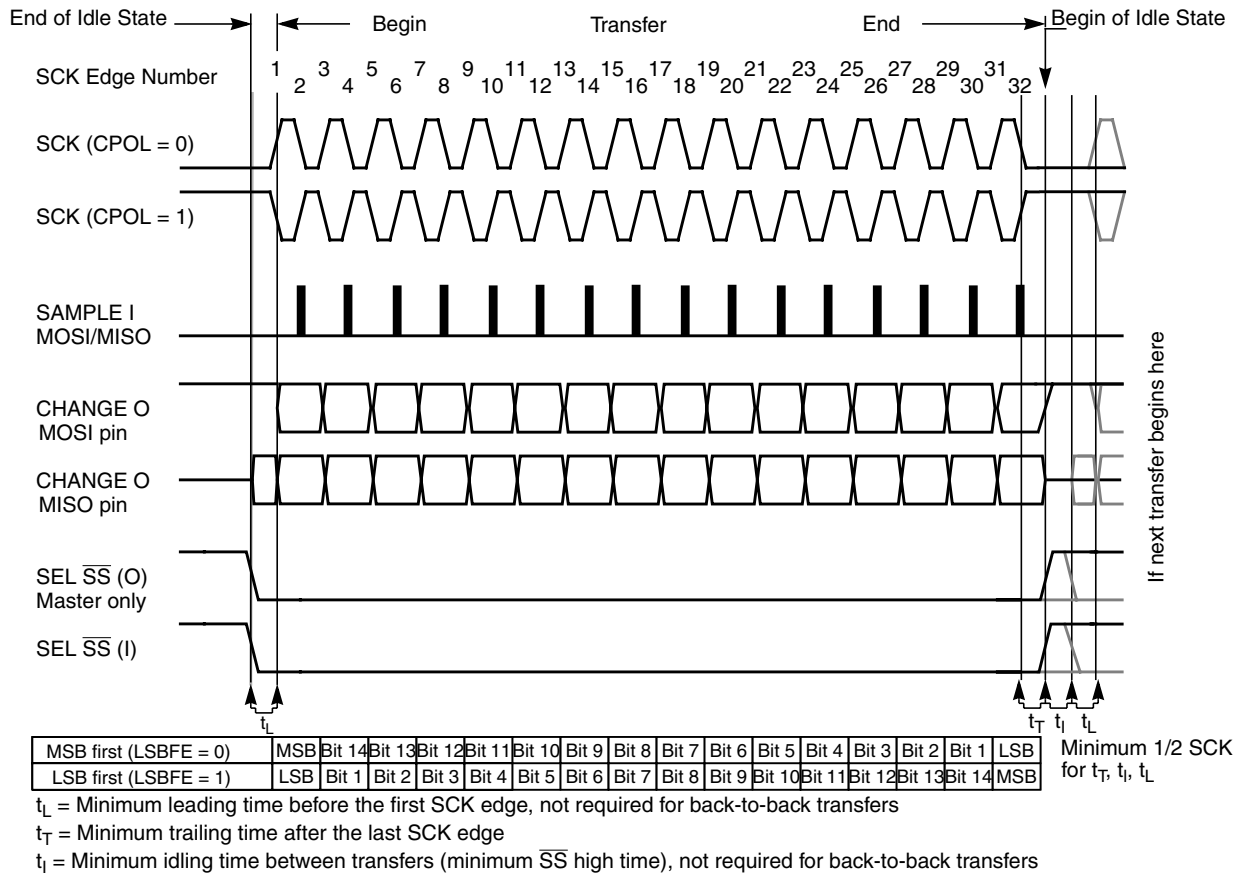 End of Idle State
Begin
Transfer
End
Begin of Idle State
SCK Edge Number
1 3 5 7 9 11 13 15 17 19 21 23 25 27 29 31
2 4 6 8 10 12 14 16 18 20 22 24 26 28 30 32
SCK (CPOL = 0)
SCK (CPOL = 1)
SAMPLE I
MOSI/MISO
CHANGE O
MOSI pin
CHANGE O
MISO pin
SEL S̅S̅ (O)
Master only
SEL S̅S̅ (I)
If next transfer begins here
tL
tT tI tL
MSB first (LSBFE = 0) MSB Bit 14 Bit 13 Bit 12 Bit 11 Bit 10 Bit 9 Bit 8 Bit 7 Bit 6 Bit 5 Bit 4 Bit 3 Bit 2 Bit 1 LSB
LSB first (LSBFE = 1) LSB Bit 1 Bit 2 Bit 3 Bit 4 Bit 5 Bit 6 Bit 7 Bit 8 Bit 9 Bit 10 Bit 11 Bit 12 Bit 13 Bit 14 MSB
Minimum 1/2 SCK
for tT, tI, tL
tL = Minimum leading time before the first SCK edge, not required for back-to-back transfers
tT = Minimum trailing time after the last SCK edge
tI = Minimum idling time between transfers (minimum S̅S̅ high time), not required for back-to-back transfers